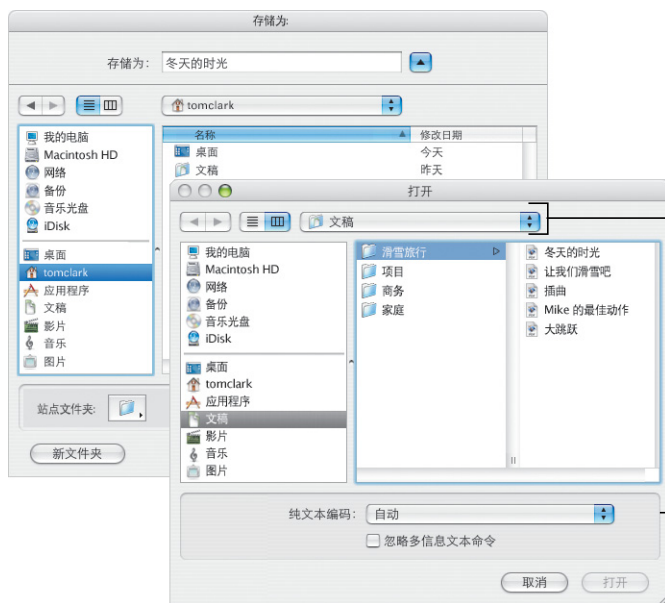 存储为:
存储为: 冬天的时光
tomclark
我的电脑
Macintosh HD
网络
备份
音乐光盘
iDisk
桌面
tomclark
应用程序
文稿
影片
音乐
图片
名称 修改日期
桌面 今天
文稿 昨天
站点文件夹:
新文件夹
打开
文稿
我的电脑
Macintosh HD
网络
备份
音乐光盘
iDisk
桌面
tomclark
应用程序
文稿
影片
音乐
图片
滑雪旅行
项目
商务
家庭
冬天的时光
让我们滑雪吧
插曲
Mike 的最佳动作
大跳跃
纯文本编码: 自动
忽略多信息文本命令
取消 打开